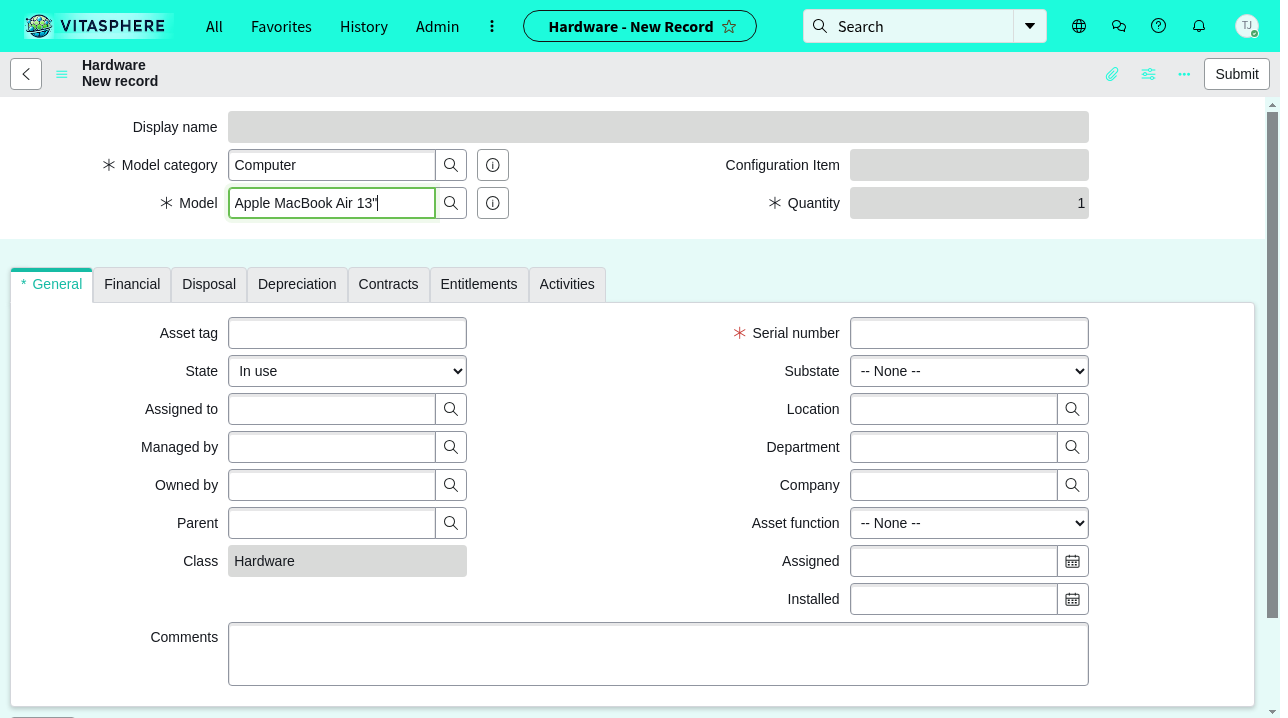 VITASPHERE
All
Favorites
History
Admin
Hardware - New Record
Search
TJ
Hardware
New record
Submit
Display name
Model category
Computer
Configuration Item
Model
Apple MacBook Air 13"
Quantity
1
* General
Financial
Disposal
Depreciation
Contracts
Entitlements
Activities
Asset tag
Serial number
State
In use
Substate
-- None --
Assigned to
Location
Managed by
Department
Owned by
Company
Parent
Asset function
-- None --
Class
Hardware
Assigned
Installed
Comments